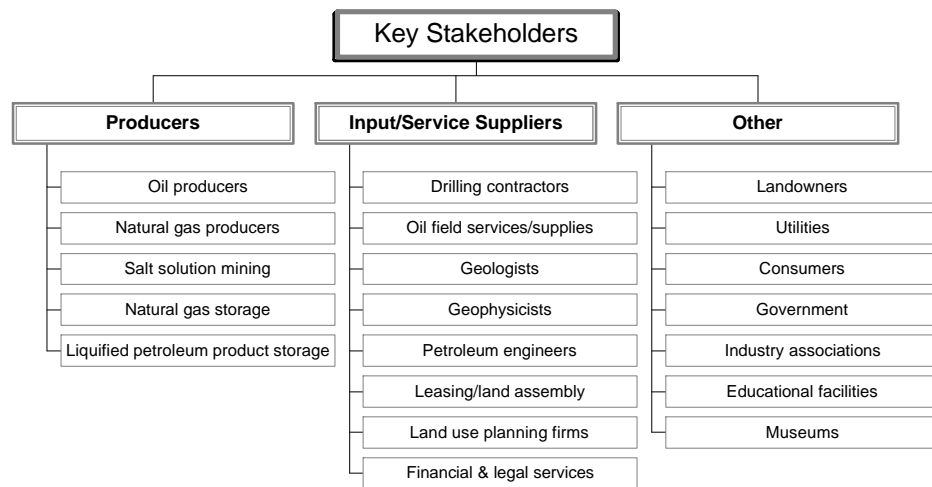 Key Stakeholders
Producers
Oil producers
Natural gas producers
Salt solution mining
Natural gas storage
Liquified petroleum product storage
Input/Service Suppliers
Drilling contractors
Oil field services/supplies
Geologists
Geophysicists
Petroleum engineers
Leasing/land assembly
Land use planning firms
Financial & legal services
Other
Landowners
Utilities
Consumers
Government
Industry associations
Educational facilities
Museums